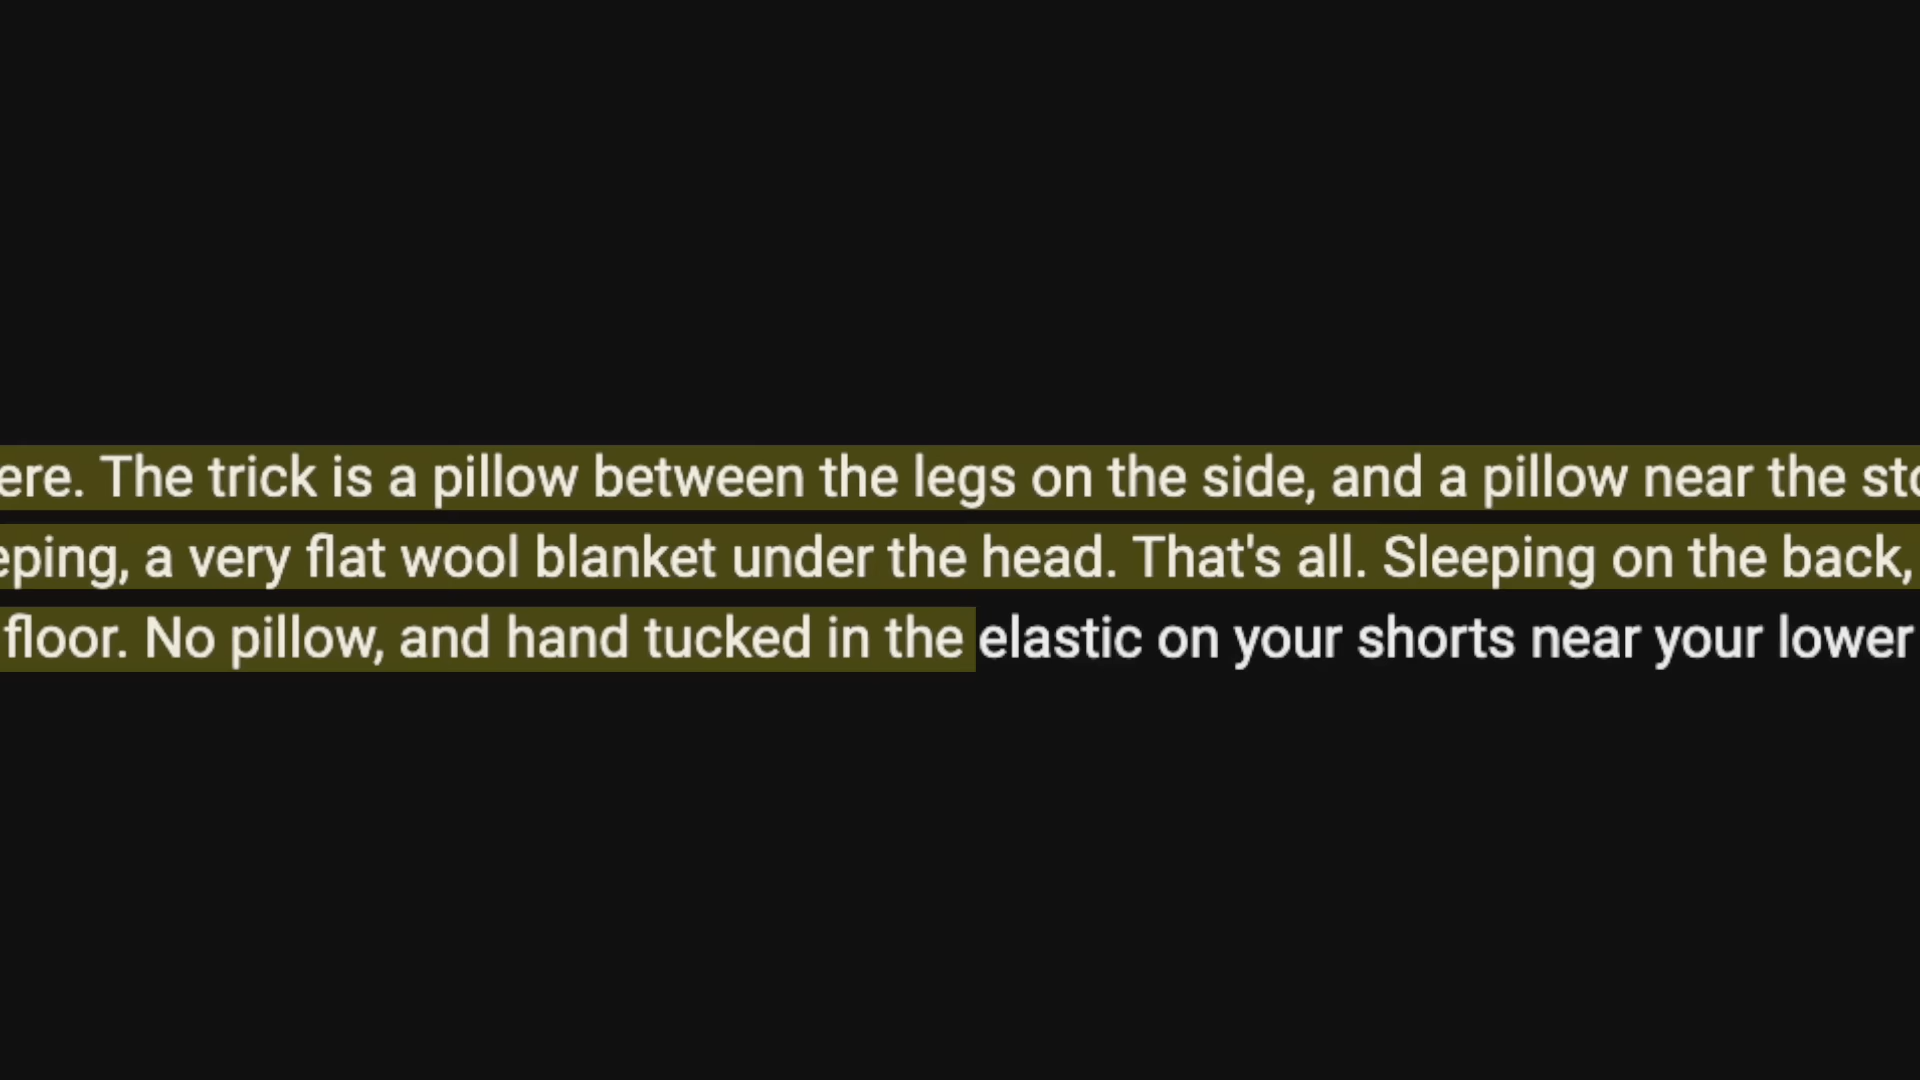 The trick is a pillow between the legs on the side, and a pillow near the
a very flat wool blanket under the head. That's all. Sleeping on the back,
floor. No pillow, and hand tucked in the elastic on your shorts near your lower